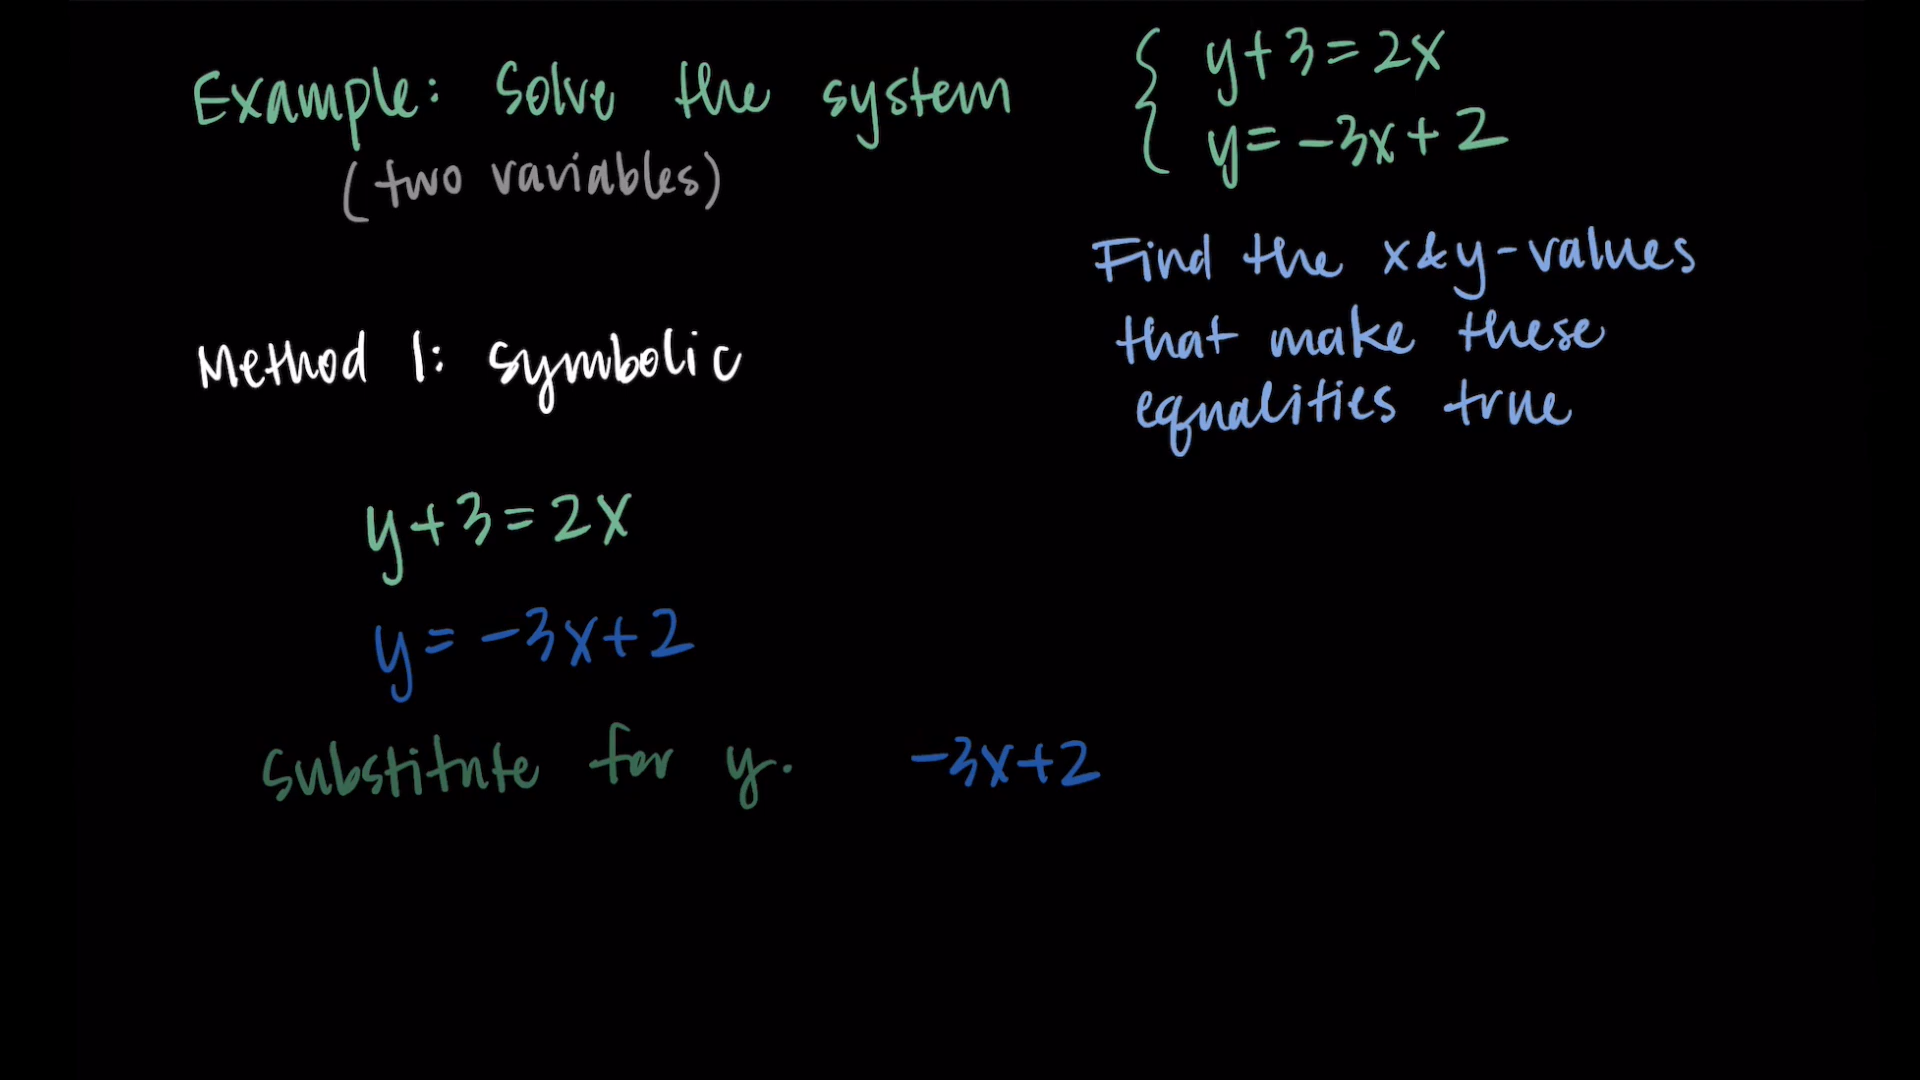 Example: Solve the system
(two variables)
{ y+3=2x
y=-3x+2
Find the x&y-values
that make these
equalities true
Method 1: symbolic
y+3=2x
y=-3x+2
substitute for y. -3x+2